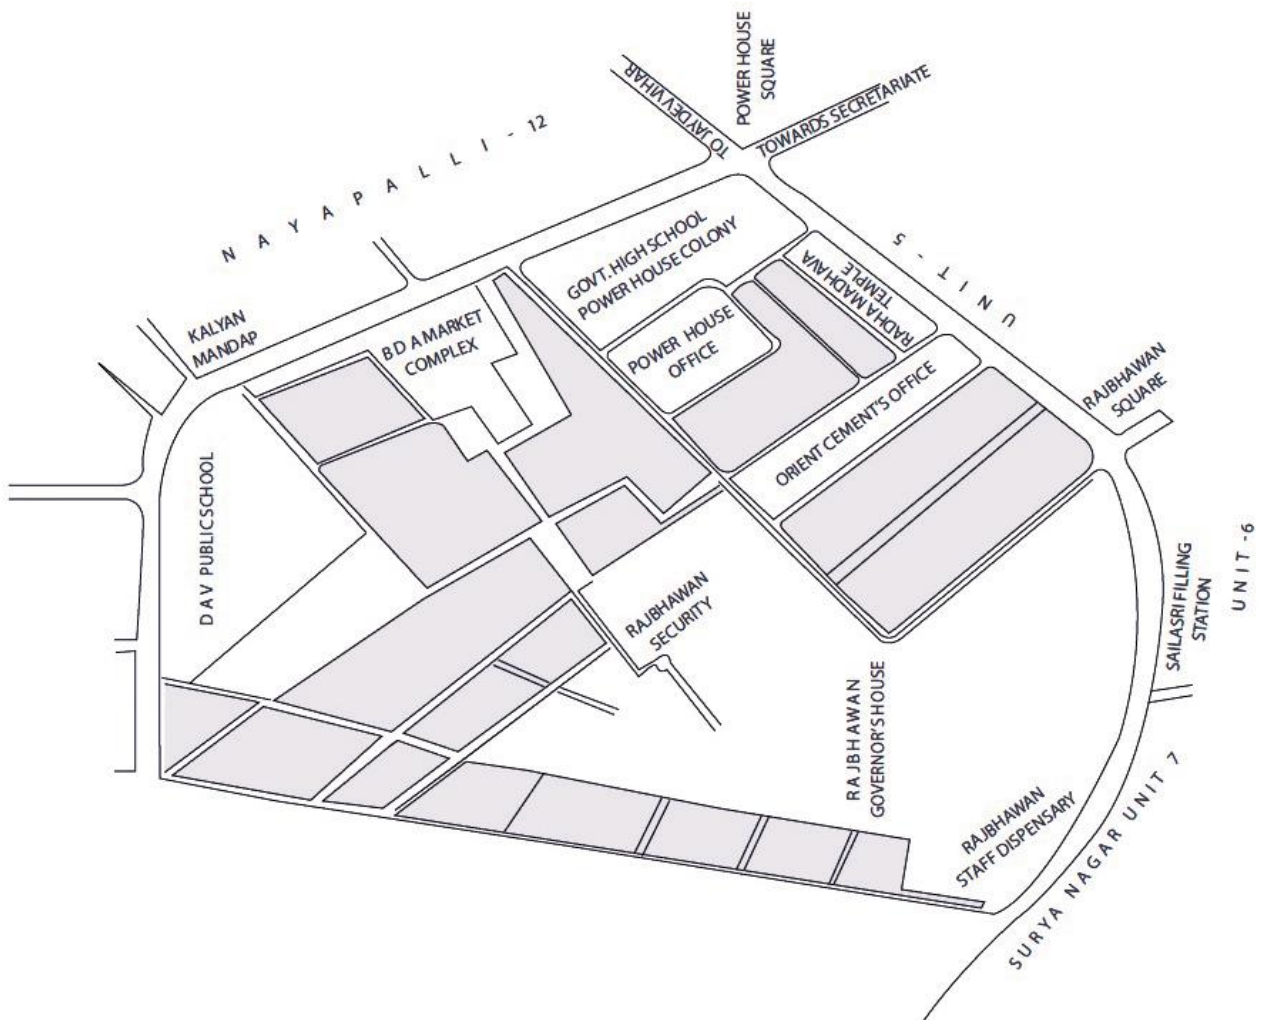 POWER HOUSE
SQUARE
TO JAYDEV VIHAR
TOWARDS SECRETARIATE
NAYAPALLI - 12
GOVT. HIGH SCHOOL
POWER HOUSE COLONY
UNIT - 5
RADHA MADHAVA
TEMPLE
KALYAN
MANDAP
B D A MARKET
COMPLEX
POWER HOUSE
OFFICE
RAJBHAWAN
SQUARE
ORIENT CEMENT'S OFFICE
DAV PUBLIC SCHOOL
UNIT -6
SAILASRI FILLING
STATION
RAJBHAWAN
SECURITY
RAJBHAWAN
GOVERNOR'S HOUSE
RAJBHAWAN
STAFF DISPENSARY
SURYA NAGAR UNIT 7